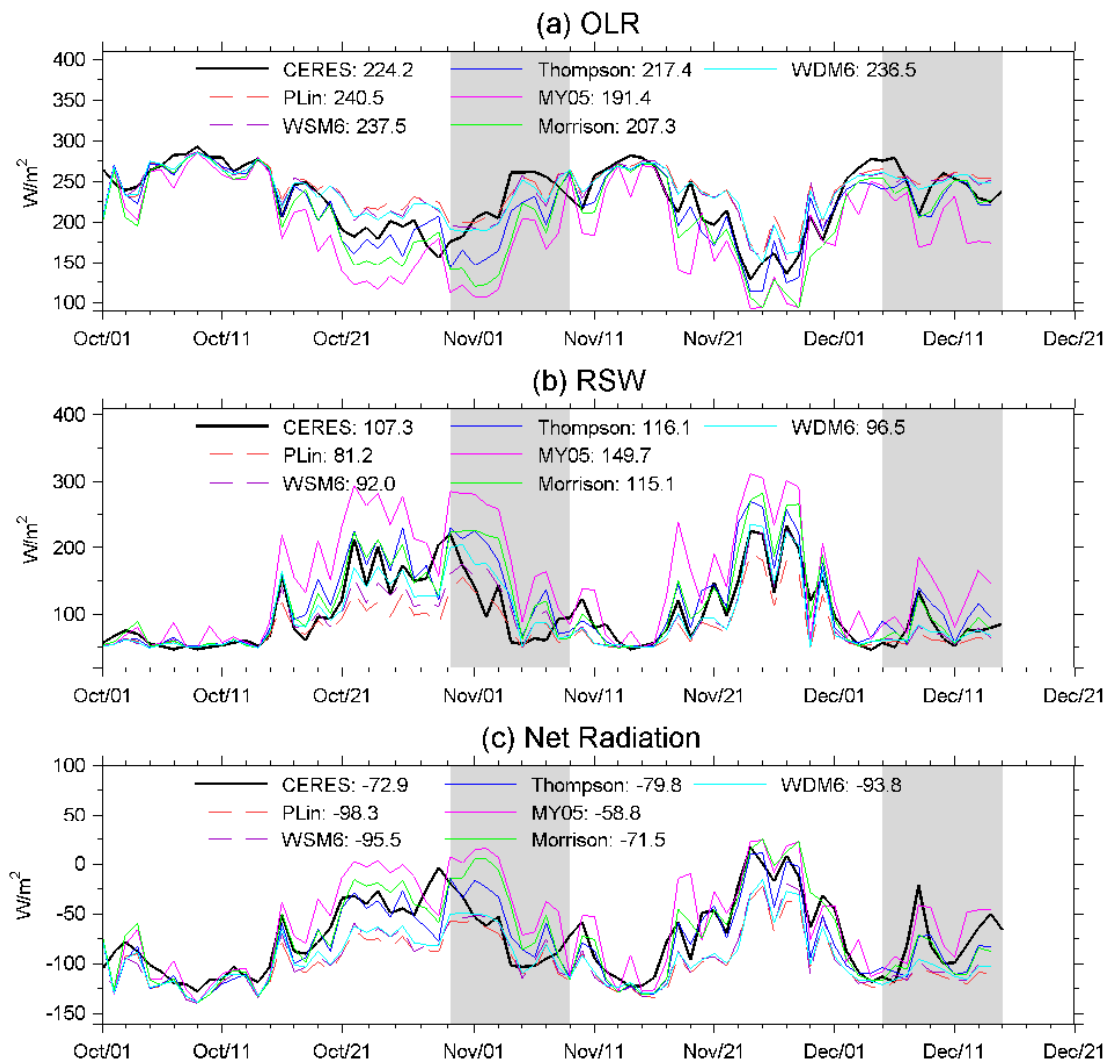 (a) OLR
400
350
300
250
200
150
100
W/m²
CERES: 224.2
Thompson: 217.4
WDM6: 236.5
PLin: 240.5
MY05: 191.4
WSM6: 237.5
Morrison: 207.3
Oct/01 Oct/11 Oct/21 Nov/01 Nov/11 Nov/21 Dec/01 Dec/11 Dec/21
(b) RSW
400
300
200
100
W/m²
CERES: 107.3
Thompson: 116.1
WDM6: 96.5
PLin: 81.2
MY05: 149.7
WSM6: 92.0
Morrison: 115.1
Oct/01 Oct/11 Oct/21 Nov/01 Nov/11 Nov/21 Dec/01 Dec/11 Dec/21
(c) Net Radiation
100
50
0
-50
-100
-150
W/m²
CERES: -72.9
Thompson: -79.8
WDM6: -93.8
PLin: -98.3
MY05: -58.8
WSM6: -95.5
Morrison: -71.5
Oct/01 Oct/11 Oct/21 Nov/01 Nov/11 Nov/21 Dec/01 Dec/11 Dec/21